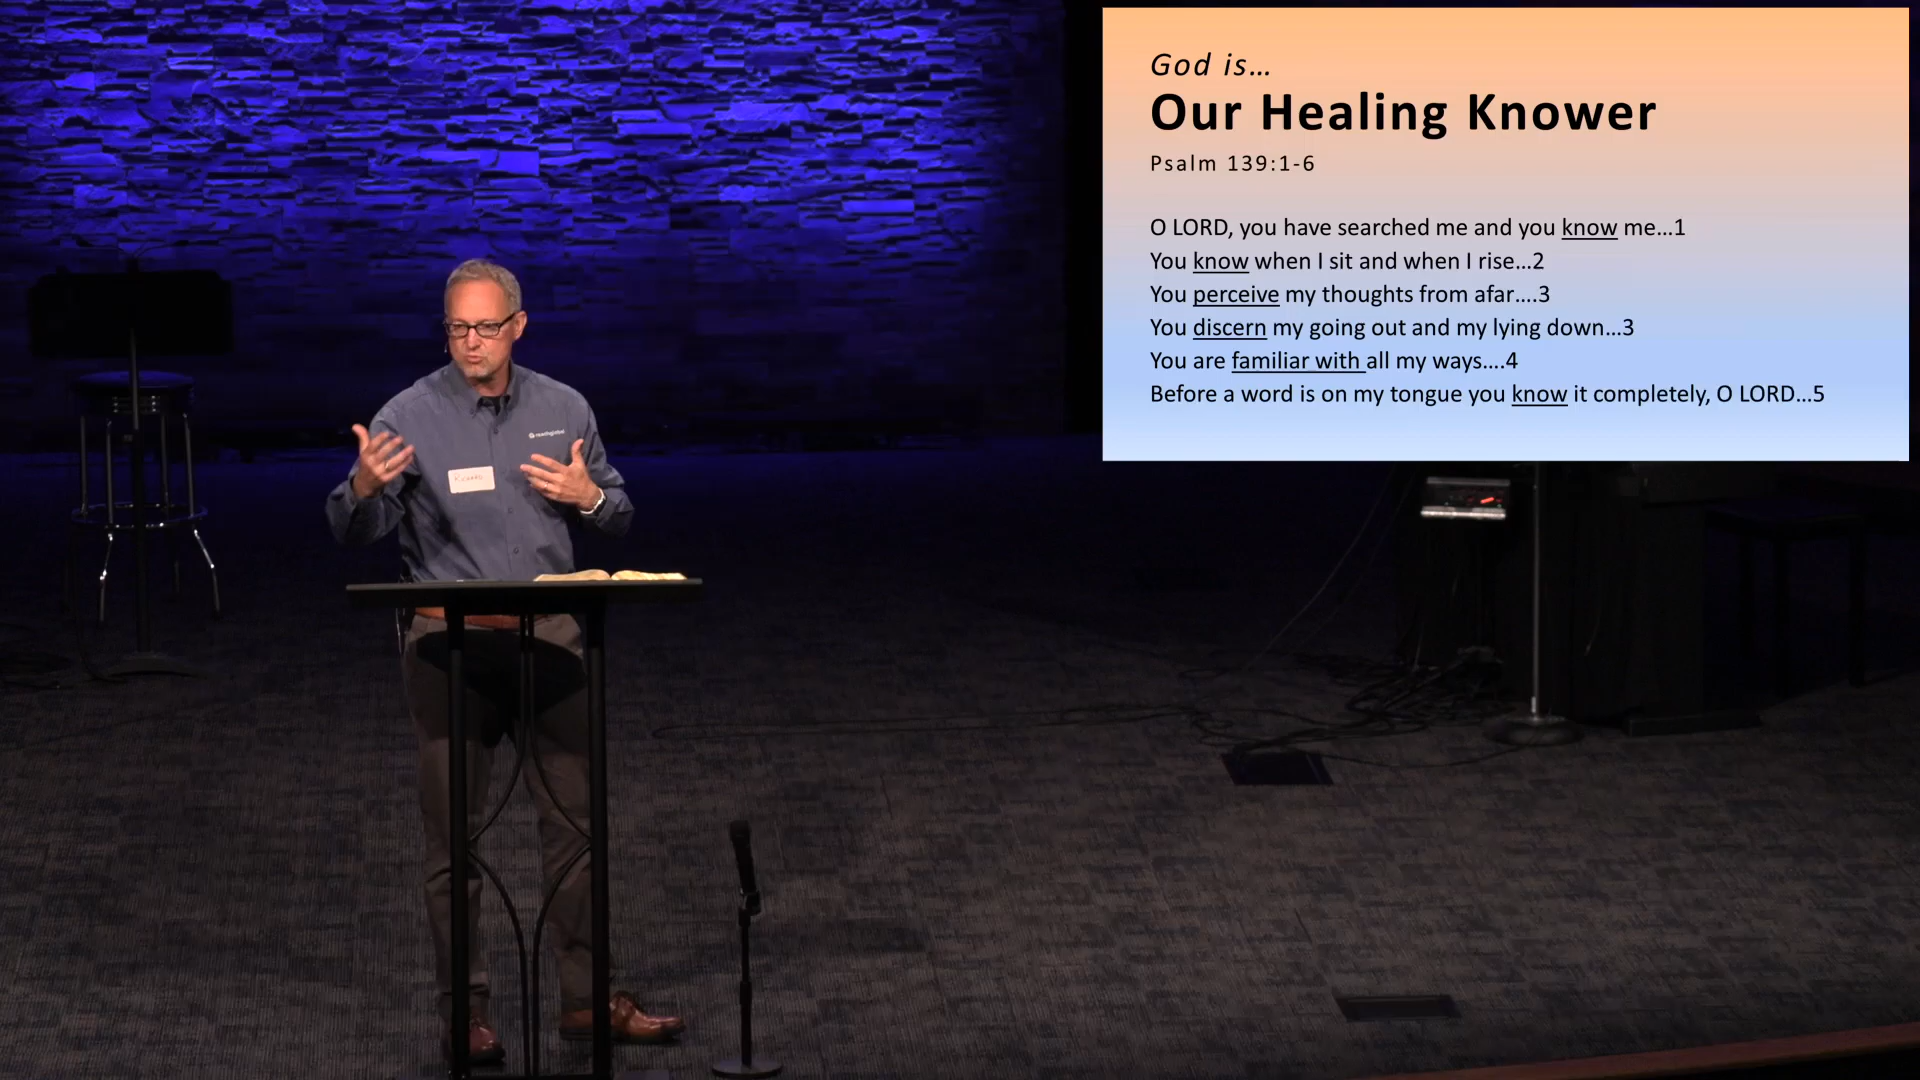 God is…
Our Healing Knower
Psalm 139:1-6
O LORD, you have searched me and you know me…1
You know when I sit and when I rise…2
You perceive my thoughts from afar….3
You discern my going out and my lying down…3
You are familiar with all my ways….4
Before a word is on my tongue you know it completely, O LORD…5
reachglobal
RICHARD